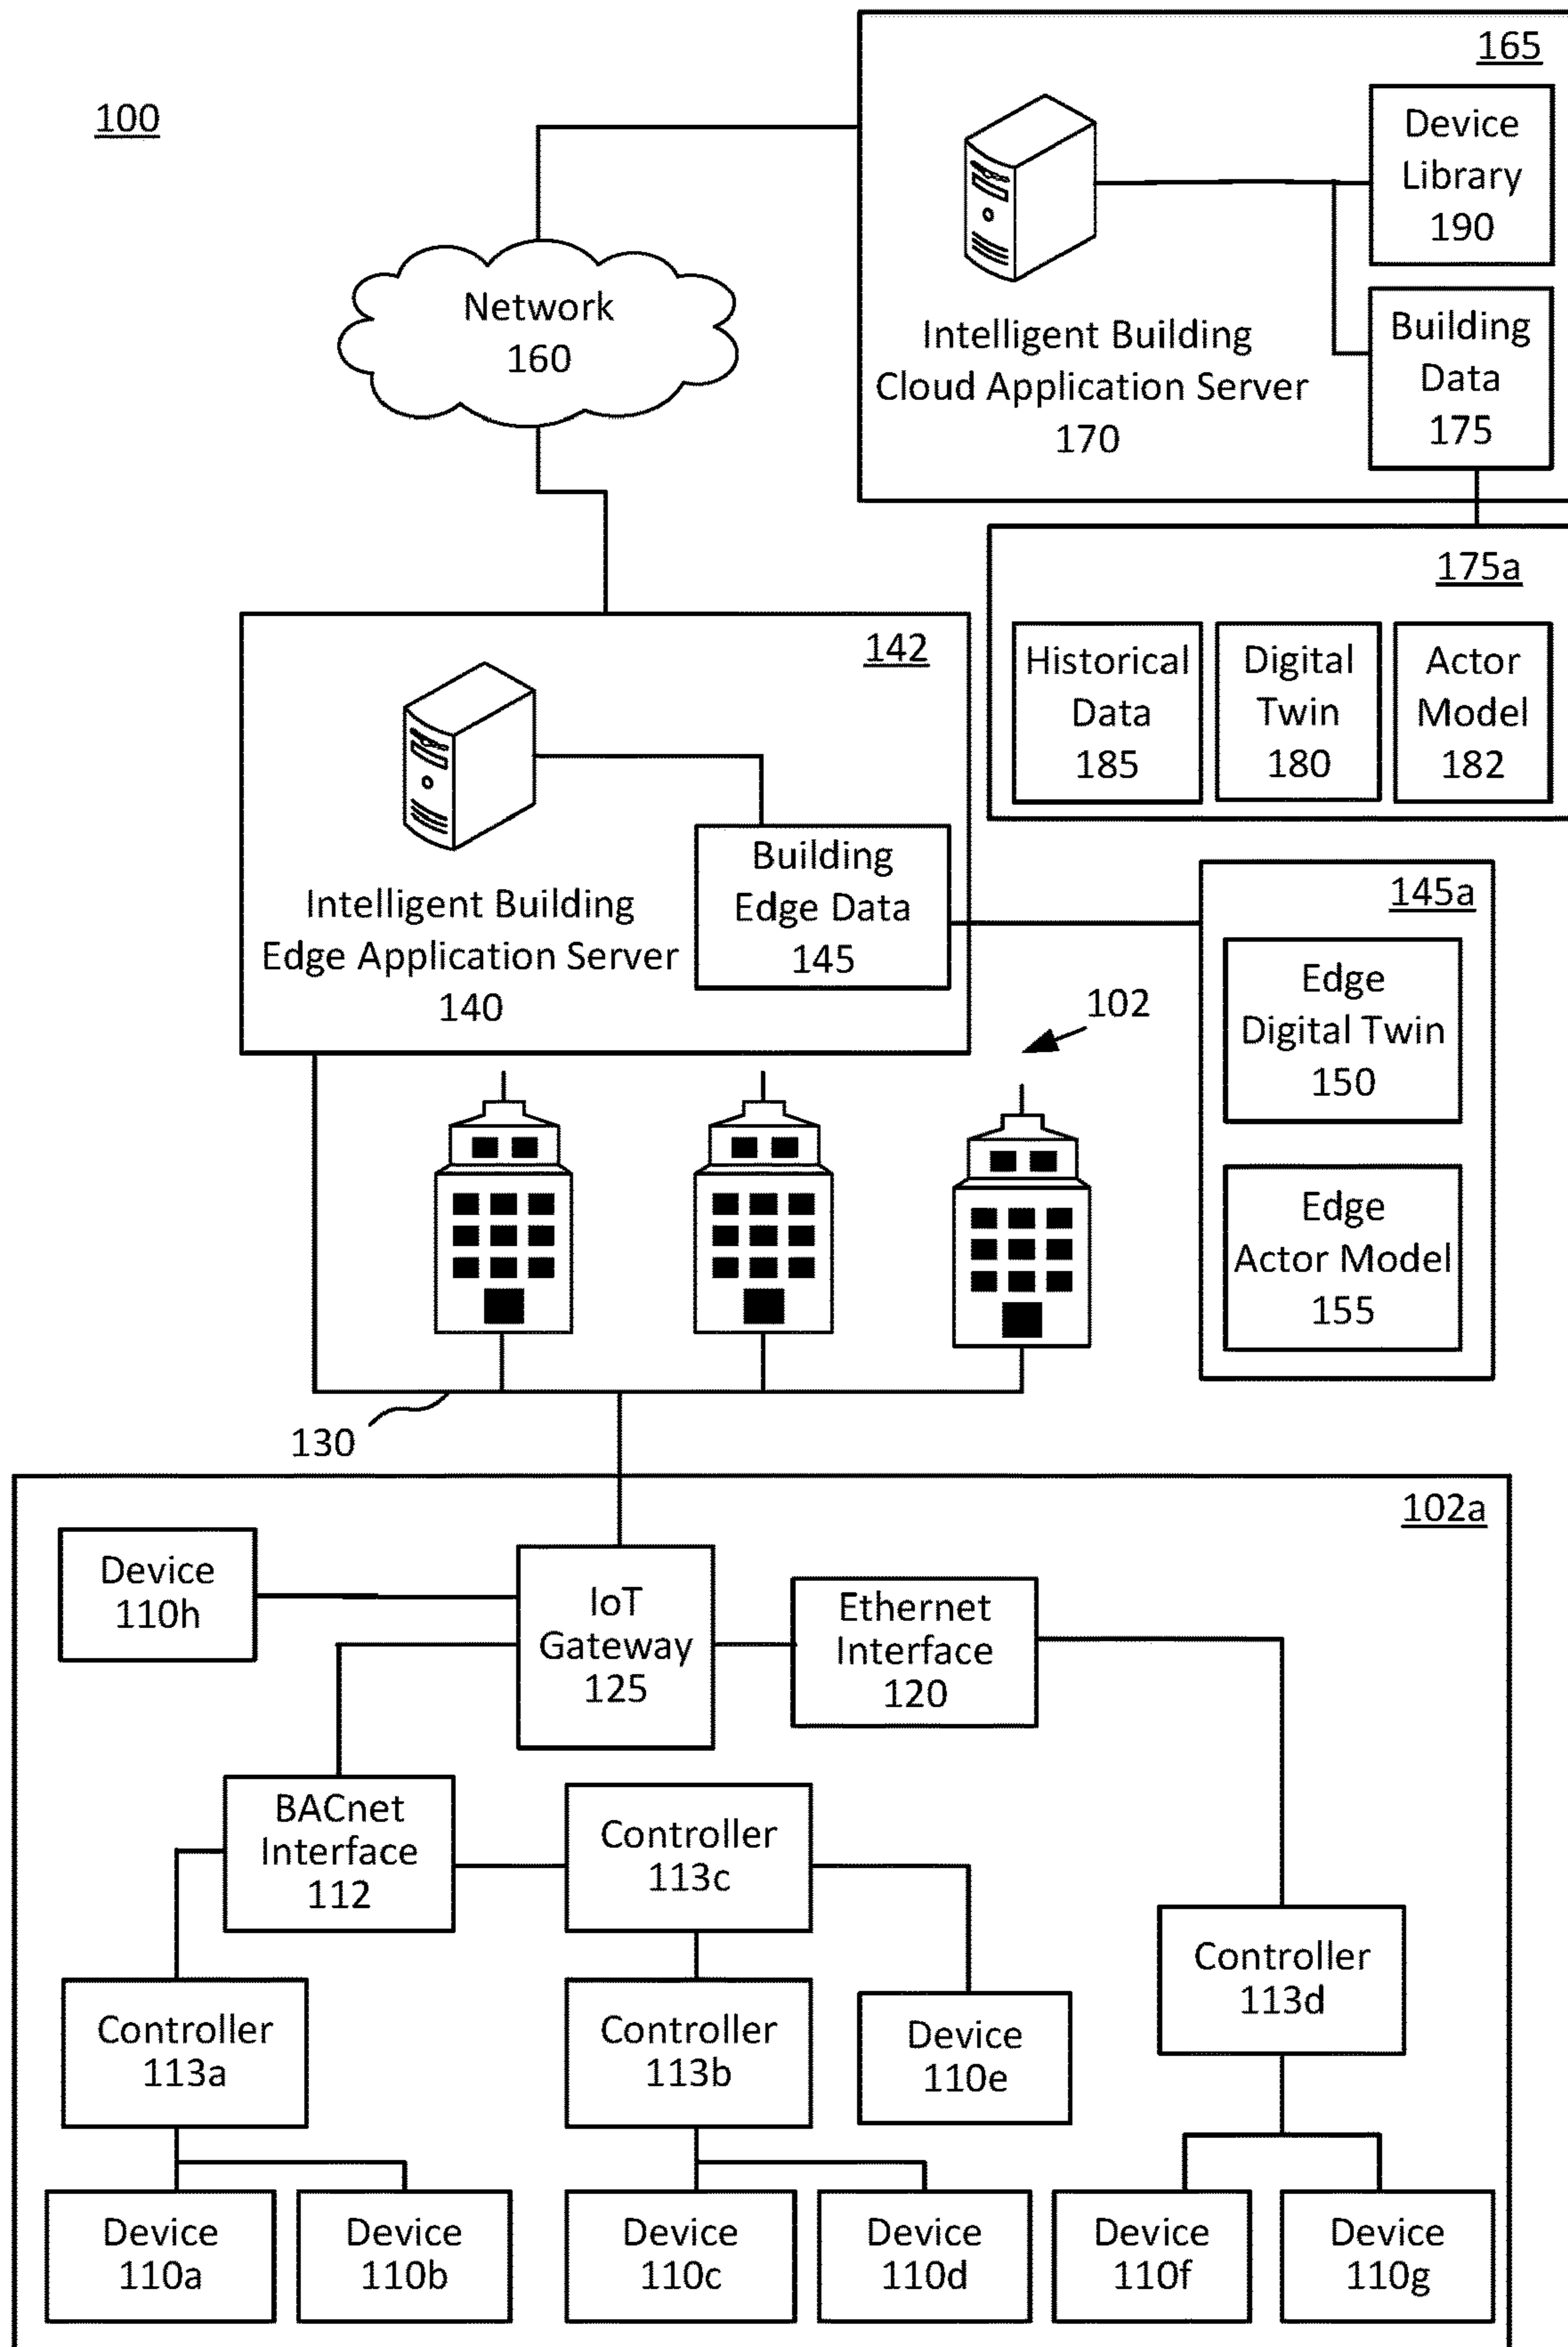 100
165
Device
Library
190
Network
160
Intelligent Building
Cloud Application Server
170
Building
Data
175
175a
Historical
Data
185
Digital
Twin
180
Actor
Model
182
142
Intelligent Building
Edge Application Server
140
Building
Edge Data
145
145a
Edge
Digital Twin
150
Edge
Actor Model
155
102
130
102a
Device
110h
IoT
Gateway
125
Ethernet
Interface
120
BACnet
Interface
112
Controller
113c
Controller
113d
Controller
113a
Controller
113b
Device
110e
Device
110a
Device
110b
Device
110c
Device
110d
Device
110f
Device
110g